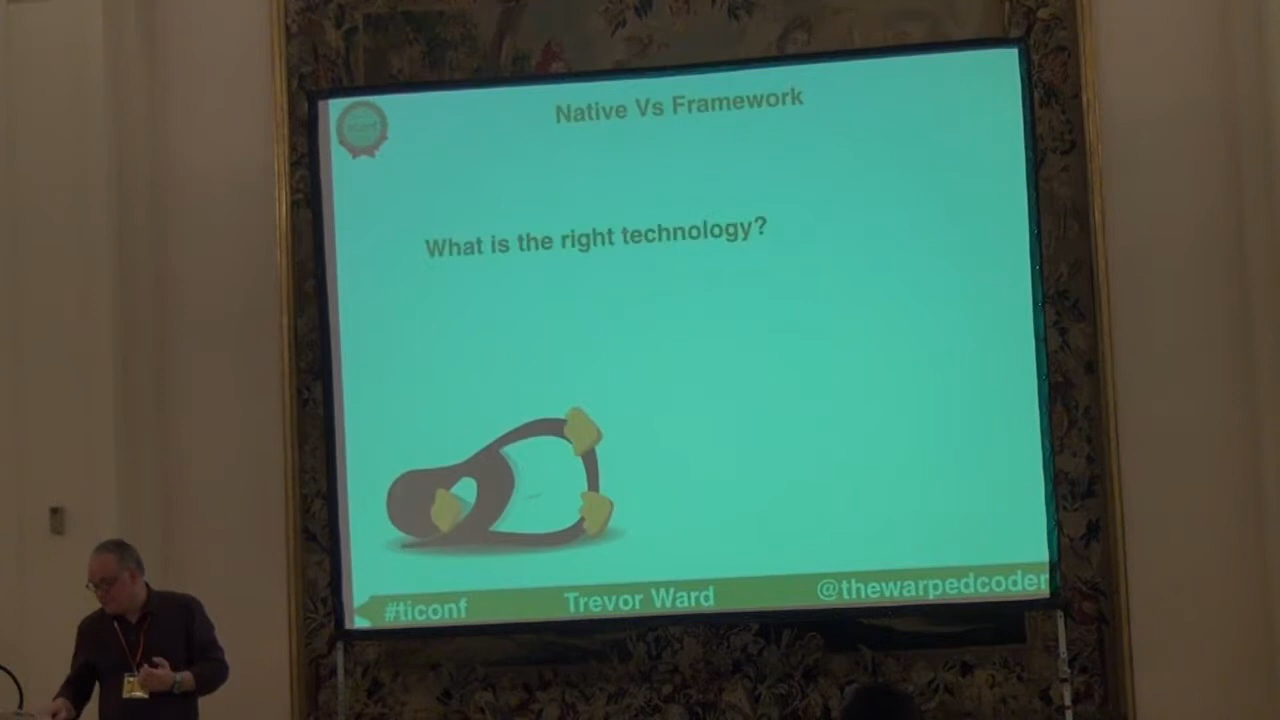 Native Vs Framework
What is the right technology?
#ticonf
Trevor Ward
@thewarpedcoder